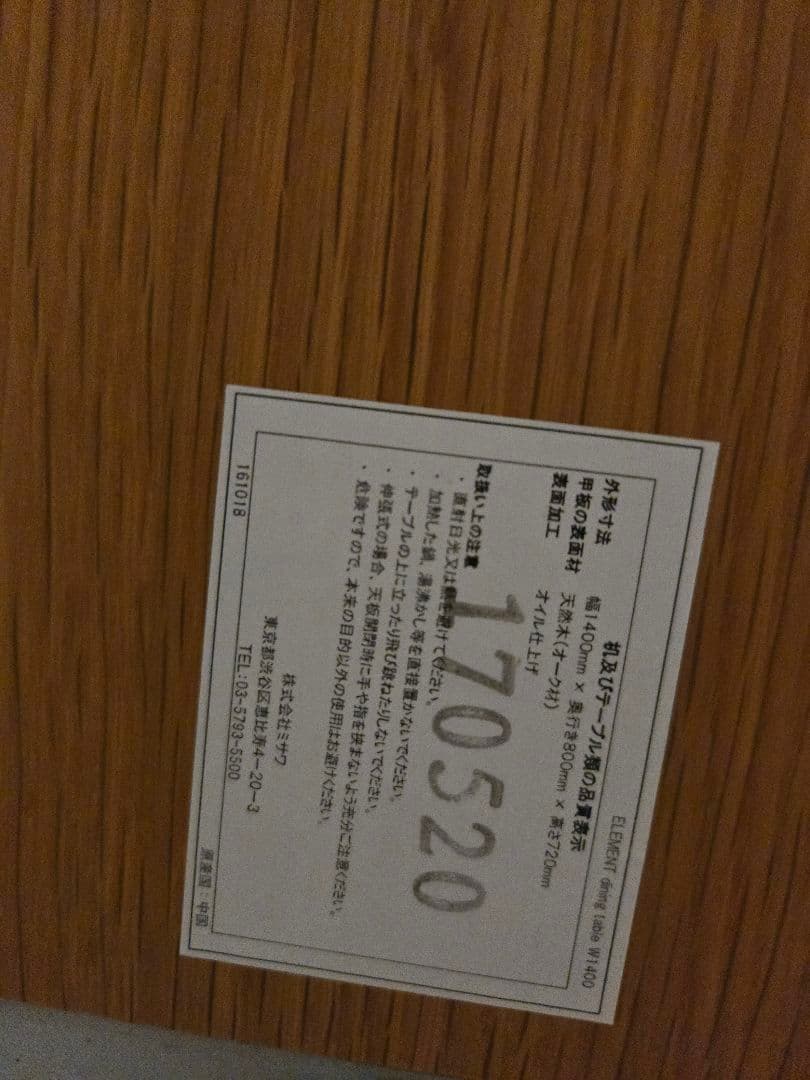 ELEMENT dining table W1400
机及びテーブル類の品質表示
外形寸法 幅1400mm × 奥行き800mm × 高さ720mm
甲板の表面材 天然木(オーク材)
表面加工 オイル仕上げ
170520
取扱い上の注意
・直射日光又は熱を避けてください。
・加熱した鍋、湯沸かし等を直接置かないでください。
・テーブルの上に立ったり飛び跳ねたりしないでください。
・伸張式の場合、天板開閉時に手や指を挟まないよう充分ご注意ください。
・危険ですので、本来の目的以外の使用はお避けください。
株式会社ミサワ
東京都渋谷区恵比寿4-20-3
TEL:03-5793-5500
161018
原産国:中国